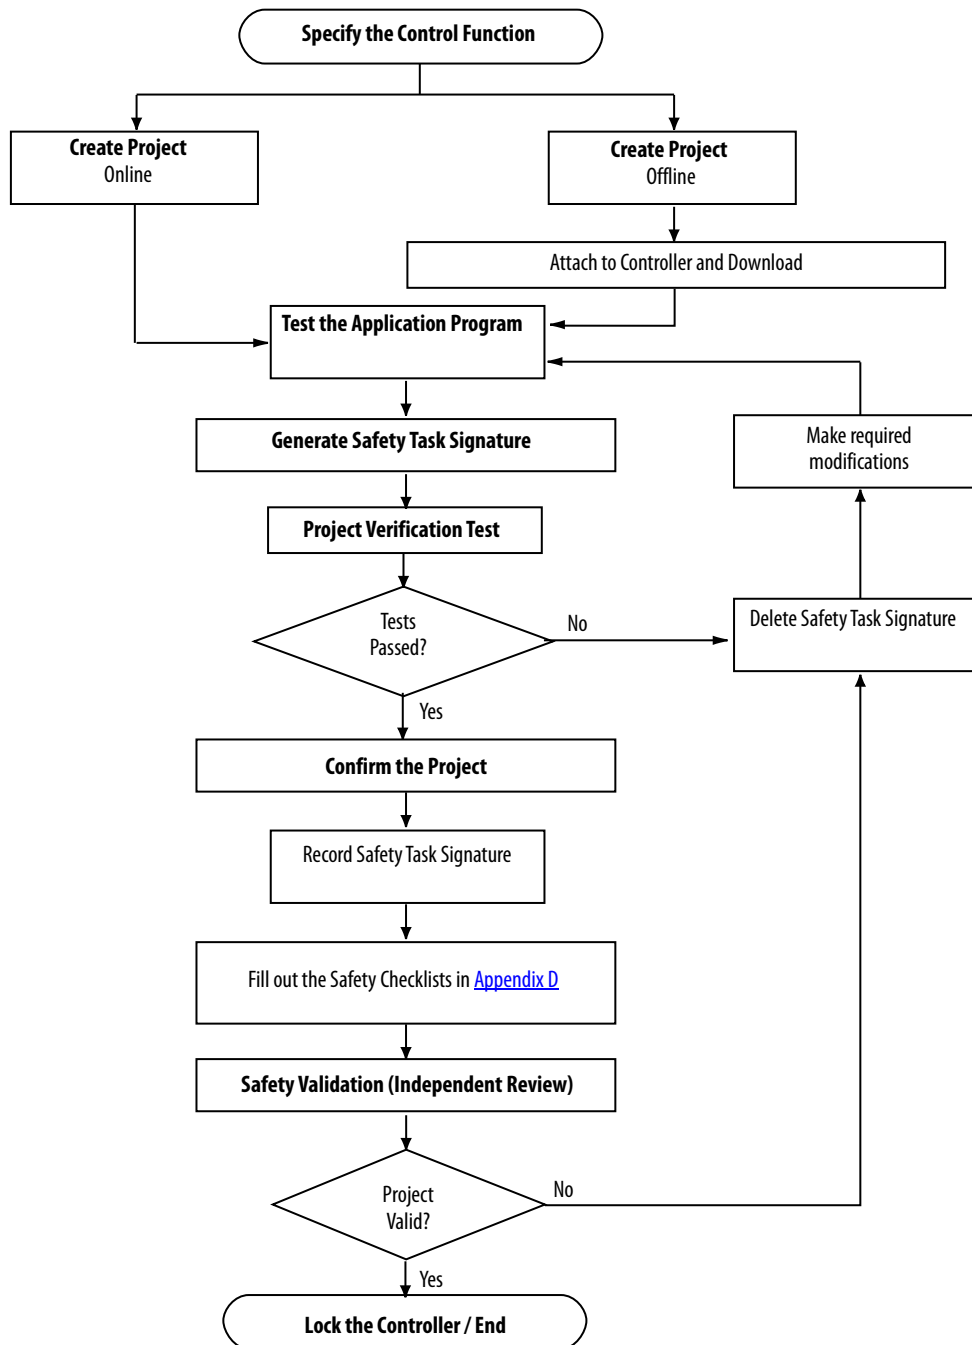 Specify the Control Function
Create Project
Online
Create Project
Offline
Attach to Controller and Download
Test the Application Program
Generate Safety Task Signature
Make required
modifications
Project Verification Test
Tests
Passed?
No
Delete Safety Task Signature
Yes
Confirm the Project
Record Safety Task Signature
Fill out the Safety Checklists in Appendix D
Safety Validation (Independent Review)
Project
Valid?
No
Yes
Lock the Controller / End